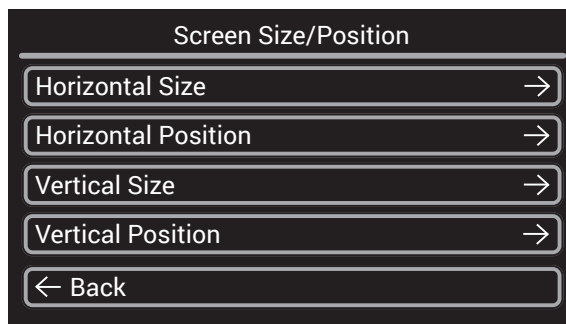 Screen Size/Position
Horizontal Size →
Horizontal Position →
Vertical Size →
Vertical Position →
← Back